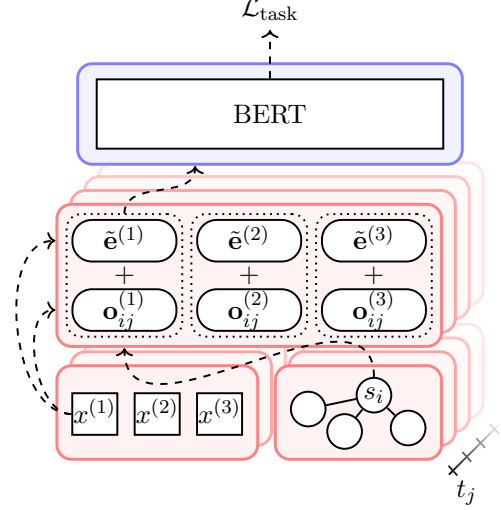 ℒ_task
BERT
ẽ^(1) ẽ^(2) ẽ^(3)
+ + +
o_ij^(1) o_ij^(2) o_ij^(3)
x^(1) x^(2) x^(3) s_i
t_j